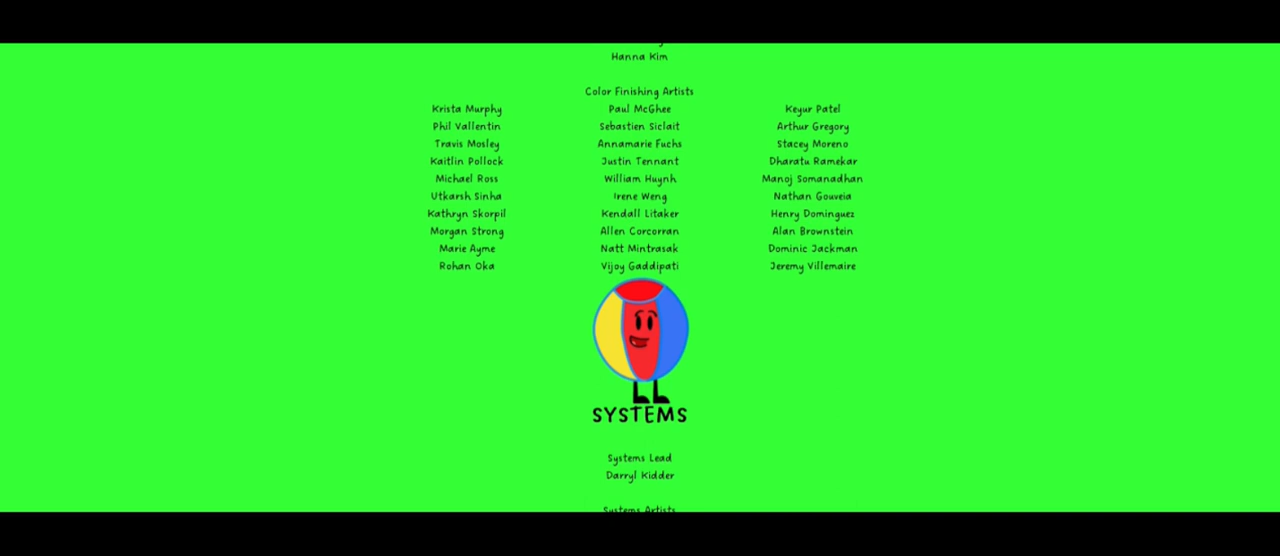 Hanna Kim
Color Finishing Artists
Krista Murphy Paul McGhee Keyur Patel
Phil Vallentin Sebastien Siclait Arthur Gregory
Travis Mosley Annamarie Fuchs Stacey Moreno
Kaitlin Pollock Justin Tennant Dharatu Ramekar
Michael Ross William Huynh Manoj Somanadhan
Utkarsh Sinha Irene Weng Nathan Gouveia
Kathryn Skorpil Kendall Litaker Henry Dominguez
Morgan Strong Allen Corcorran Alan Brownstein
Marie Ayme Natt Mintrasak Dominic Jackman
Rohan Oka Vijoy Gaddipati Jeremy Villemaire
SYSTEMS
Systems Lead
Darryl Kidder
Systems Artists